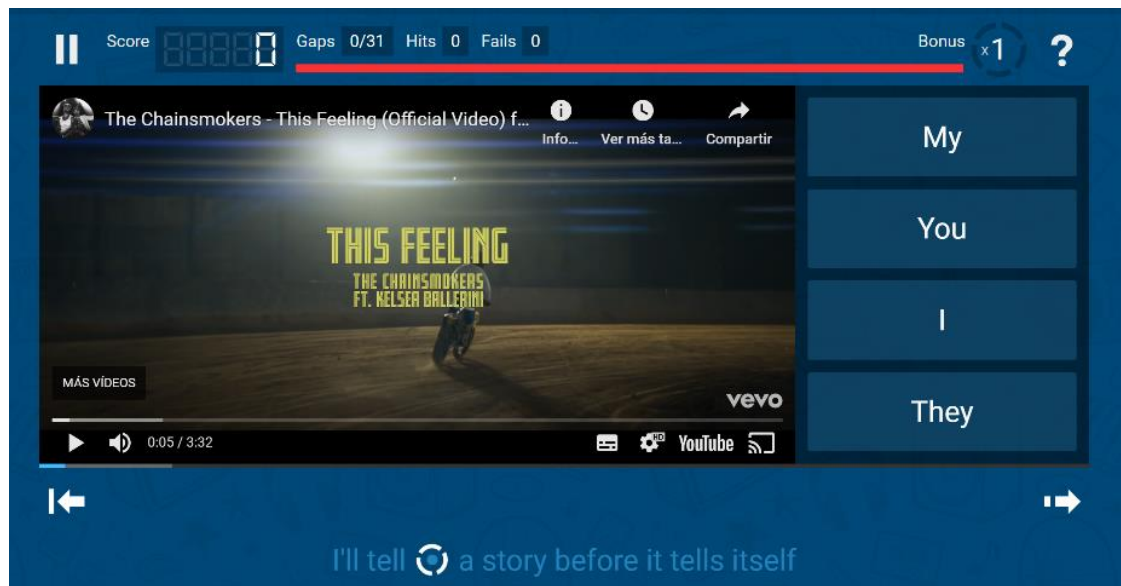 Score 0 Gaps 0/31 Hits 0 Fails 0 Bonus x1 ?
The Chainsmokers - This Feeling (Official Video) f...
Info... Ver más ta... Compartir
THIS FEELING
THE CHAINSMOKERS
FT. KELSEA BALLERINI
MÁS VÍDEOS
vevo
0:05 / 3:32
HD YouTube
My
You
I
They
I'll tell a story before it tells itself